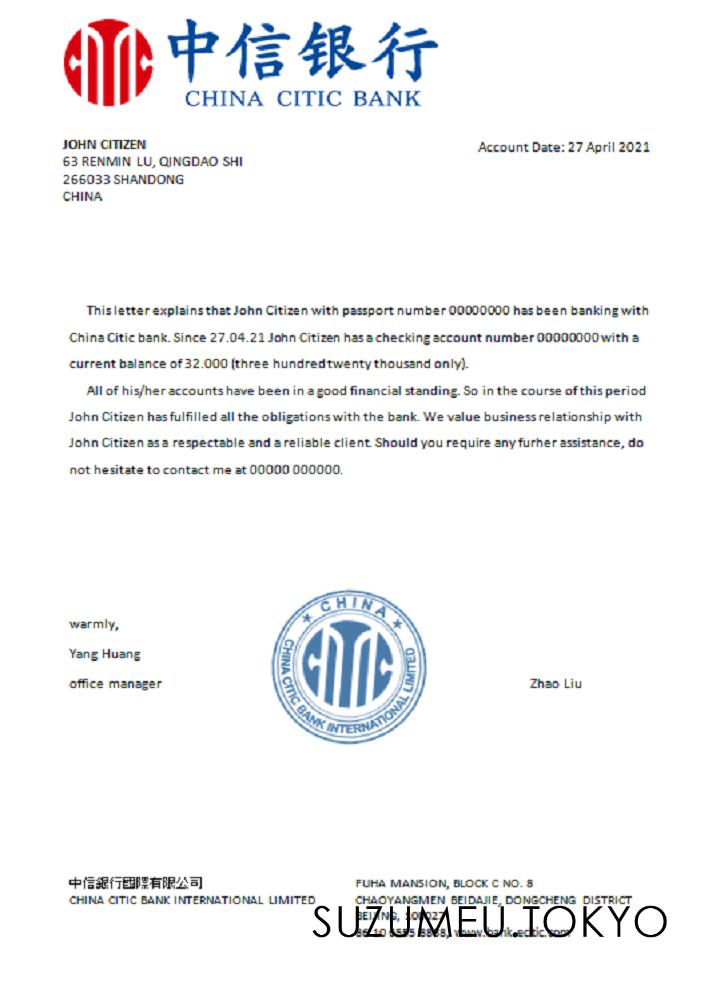 中信银行
CHINA CITIC BANK
JOHN CITIZEN
Account Date: 27 April 2021
63 RENMIN LU, QINGDAO SHI
266033 SHANDONG
CHINA
This letter explains that John Citizen with passport number 00000000 has been banking with
China Citic bank. Since 27.04.21 John Citizen has a checking account number 00000000 with a
current balance of 32.000 (three hundred twenty thousand only).
All of his/her accounts have been in a good financial standing. So in the course of this period
John Citizen has fulfilled all the obligations with the bank. We value business relationship with
John Citizen as a respectable and a reliable client. Should you require any furher assistance, do
not hesitate to contact me at 00000 000000.
warmly,
Yang Huang
office manager
CHINA
CHINA CITIC BANK INTERNATIONAL LIMITED
Zhao Liu
中信銀行國際有限公司
CHINA CITIC BANK INTERNATIONAL LIMITED
FUHA MANSION, BLOCK C NO. 8
CHAOYANGMEN BEIDAJIE, DONGCHENG DISTRICT
BEIJING, 100027
86 10 6555 8888, www.bank.ecitic.com
SUZUMEU.TOKYO